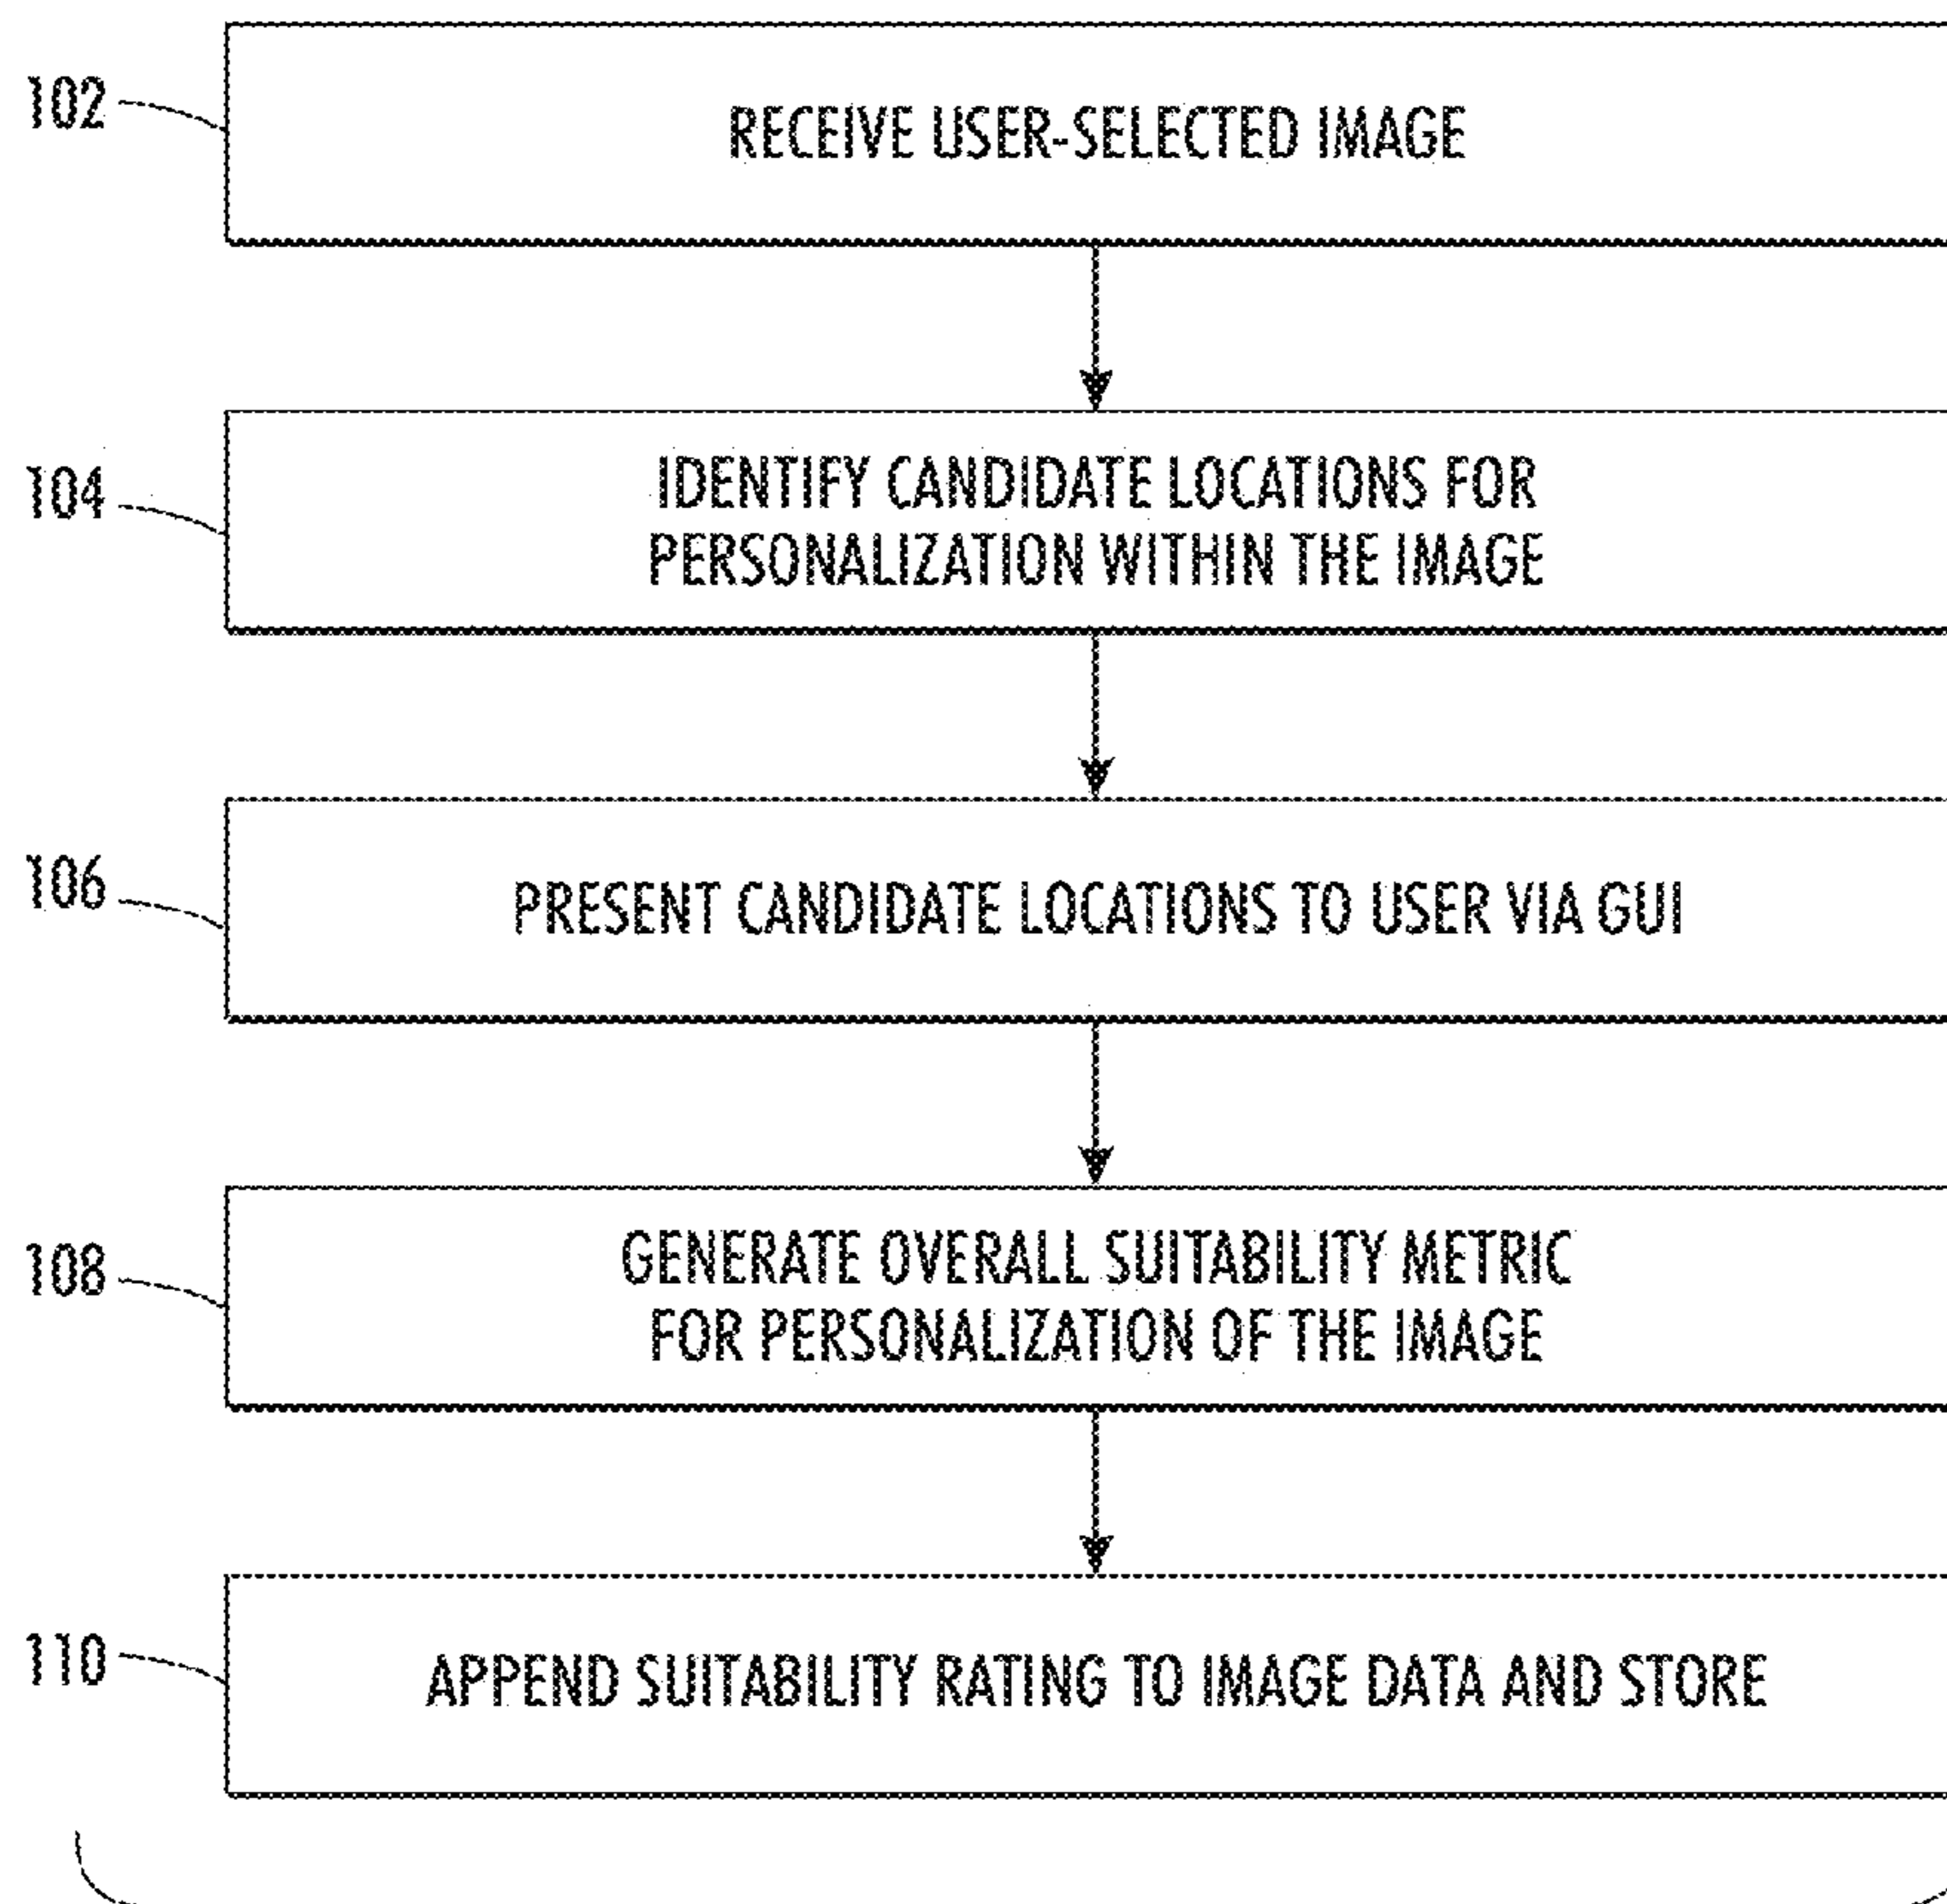 102
RECEIVE USER-SELECTED IMAGE
104
IDENTIFY CANDIDATE LOCATIONS FOR
PERSONALIZATION WITHIN THE IMAGE
106
PRESENT CANDIDATE LOCATIONS TO USER VIA GUI
108
GENERATE OVERALL SUITABILITY METRIC
FOR PERSONALIZATION OF THE IMAGE
110
APPEND SUITABILITY RATING TO IMAGE DATA AND STORE